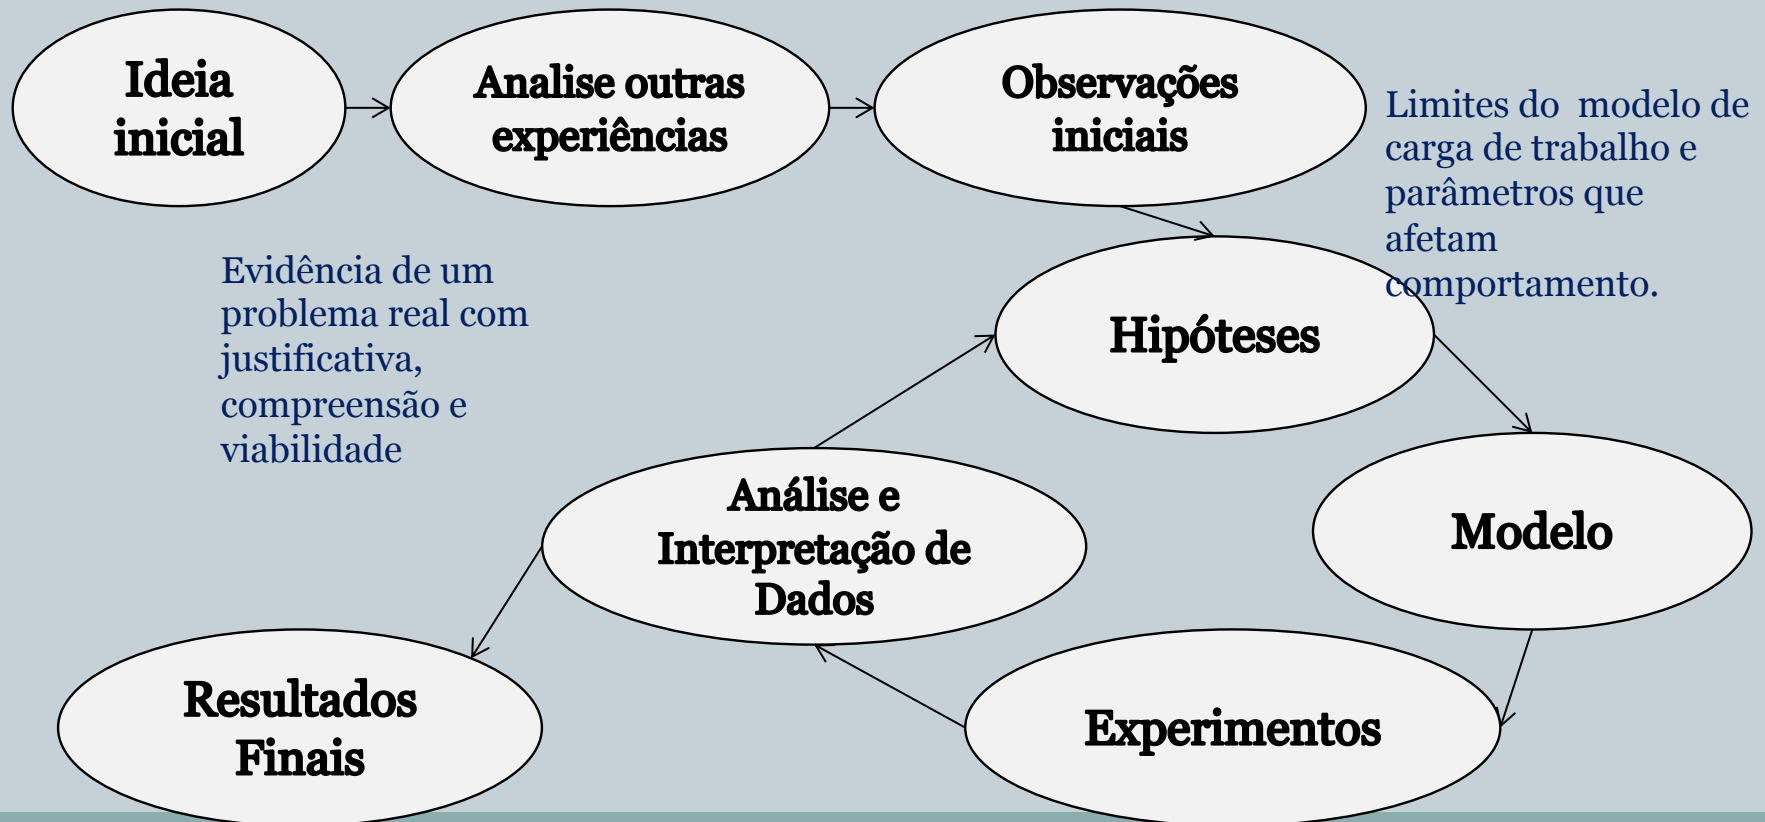 Ideia
inicial
Analise outras
experiências
Observações
iniciais
Limites do modelo de
carga de trabalho e
parâmetros que
afetam
comportamento.
Evidência de um
problema real com
justificativa,
compreensão e
viabilidade
Hipóteses
Análise e
Interpretação de
Dados
Modelo
Resultados
Finais
Experimentos